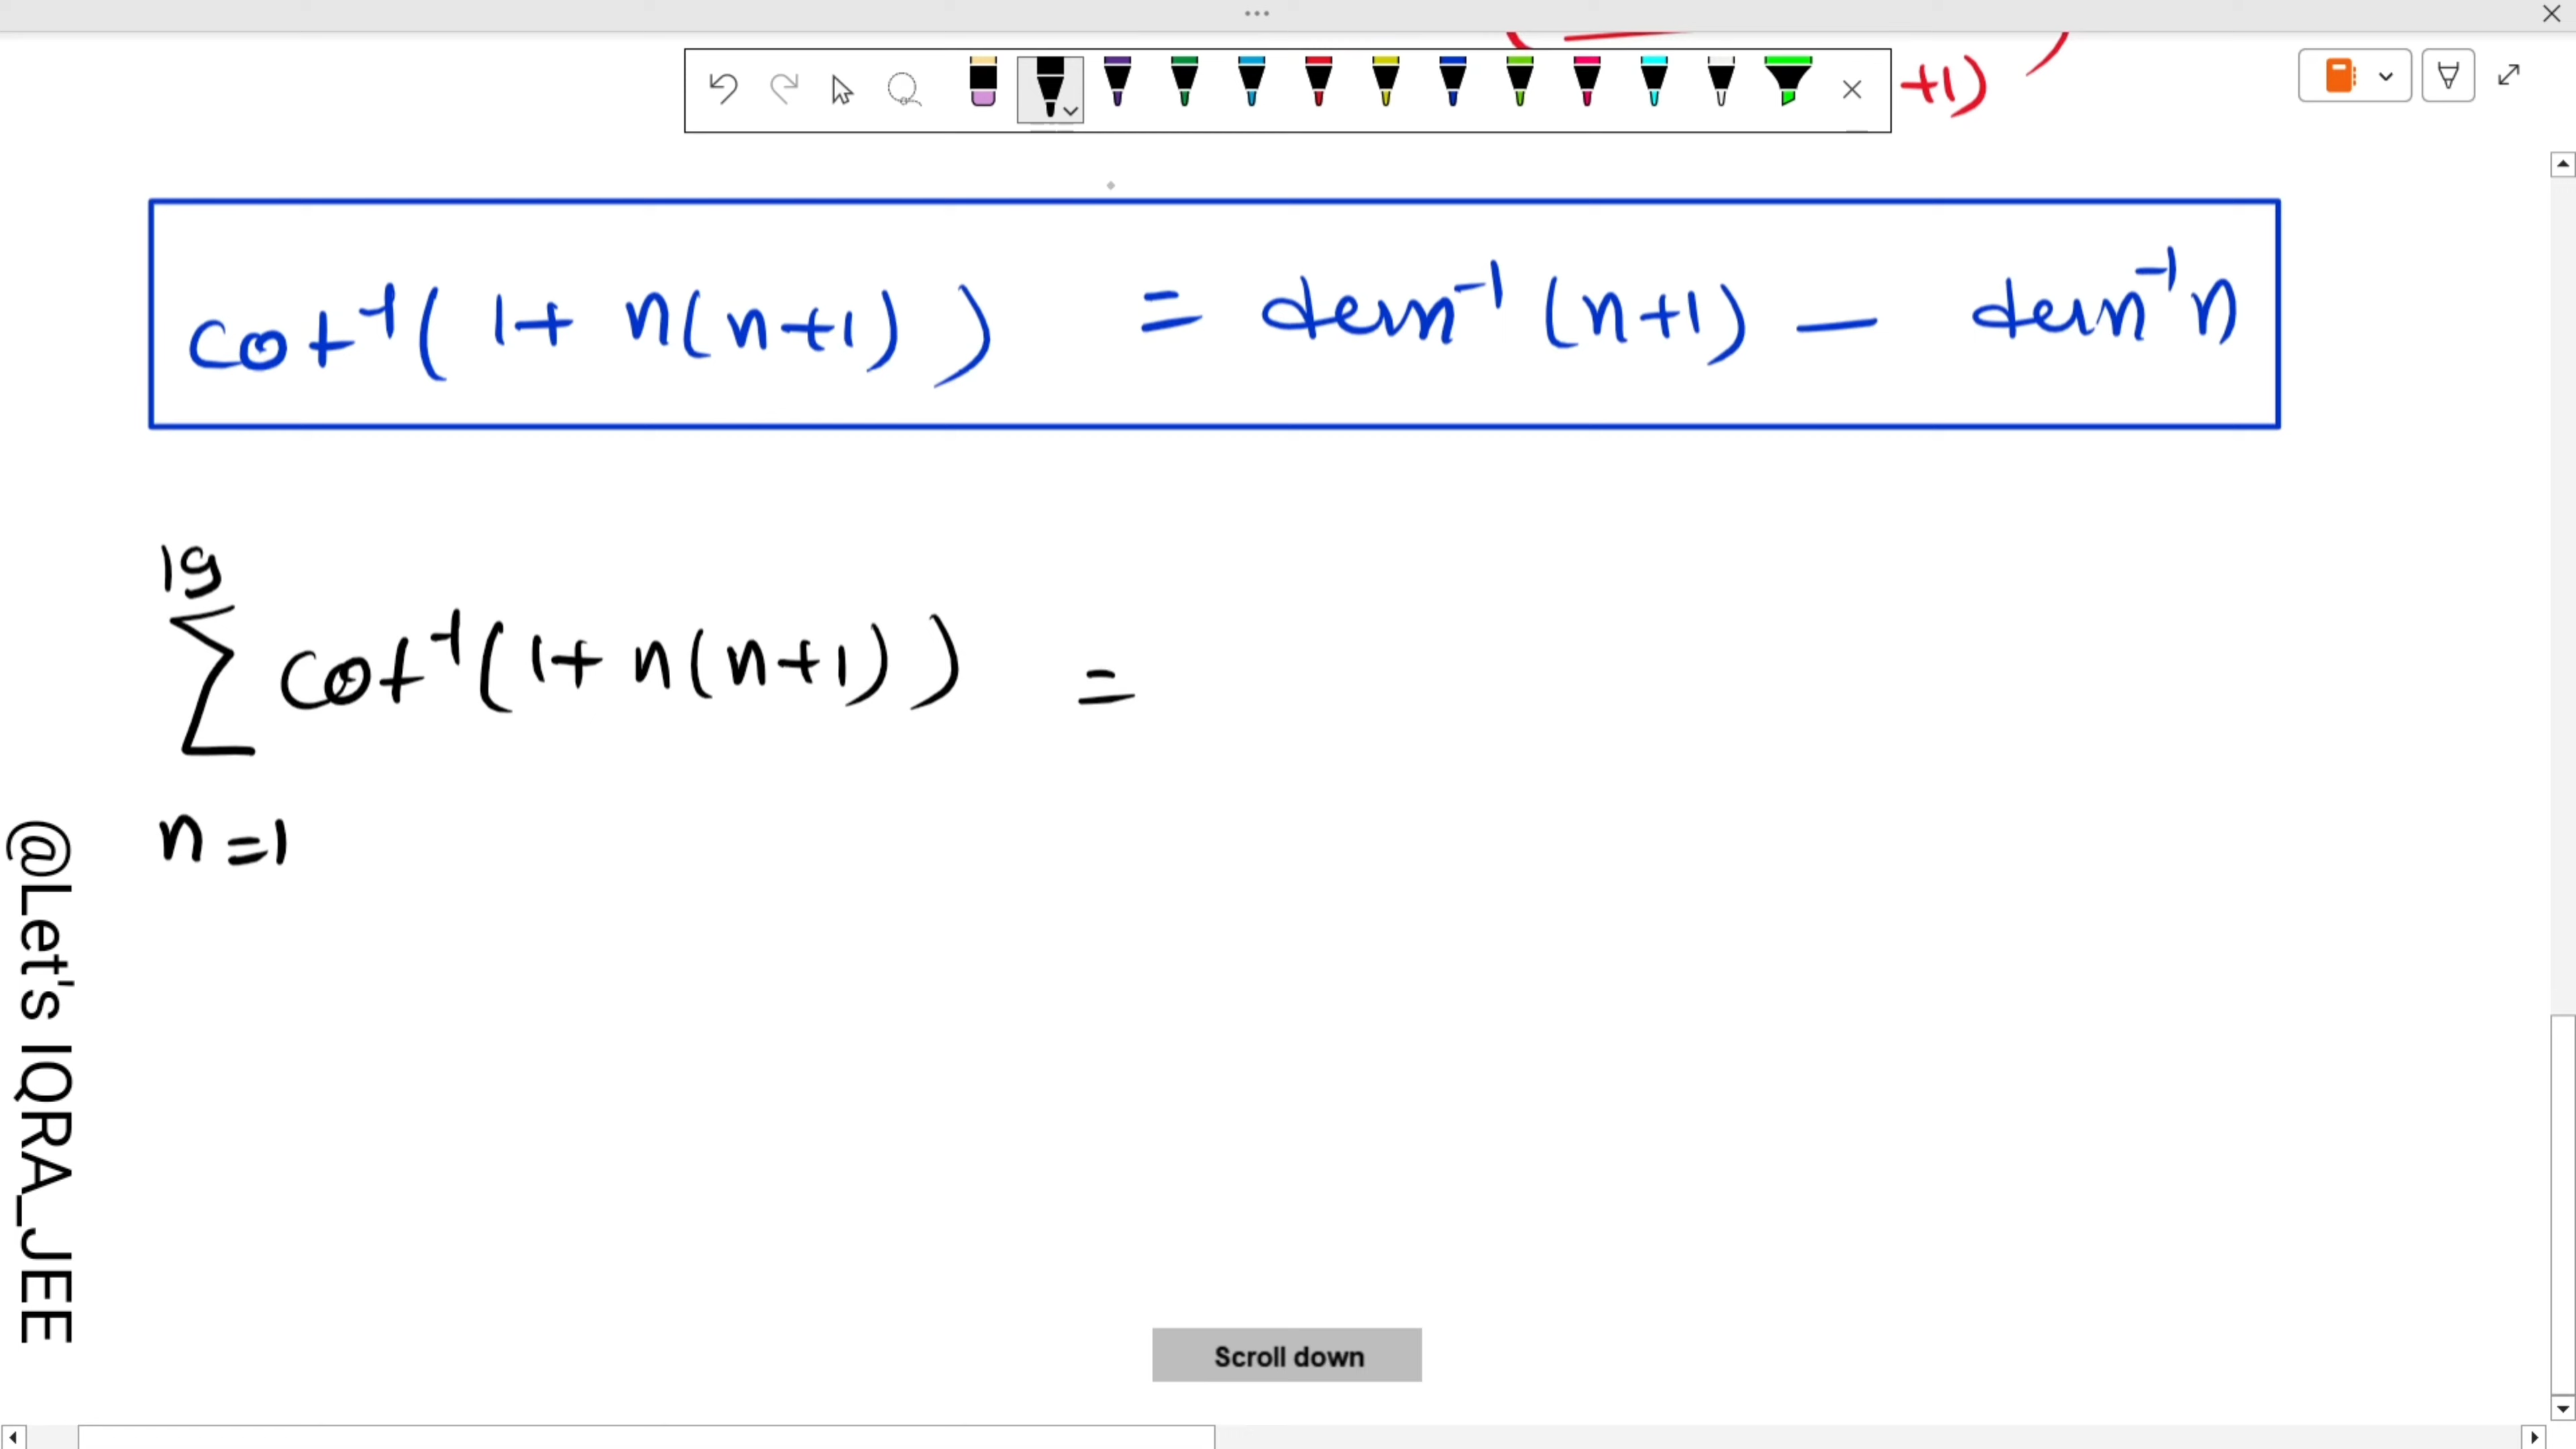 +1)
cot⁻¹(1+ n(n+1)) = tan⁻¹(n+1) – tan⁻¹n
19
∑ cot⁻¹(1+ n(n+1)) =
n=1
@Let's IQRA_JEE
Scroll down